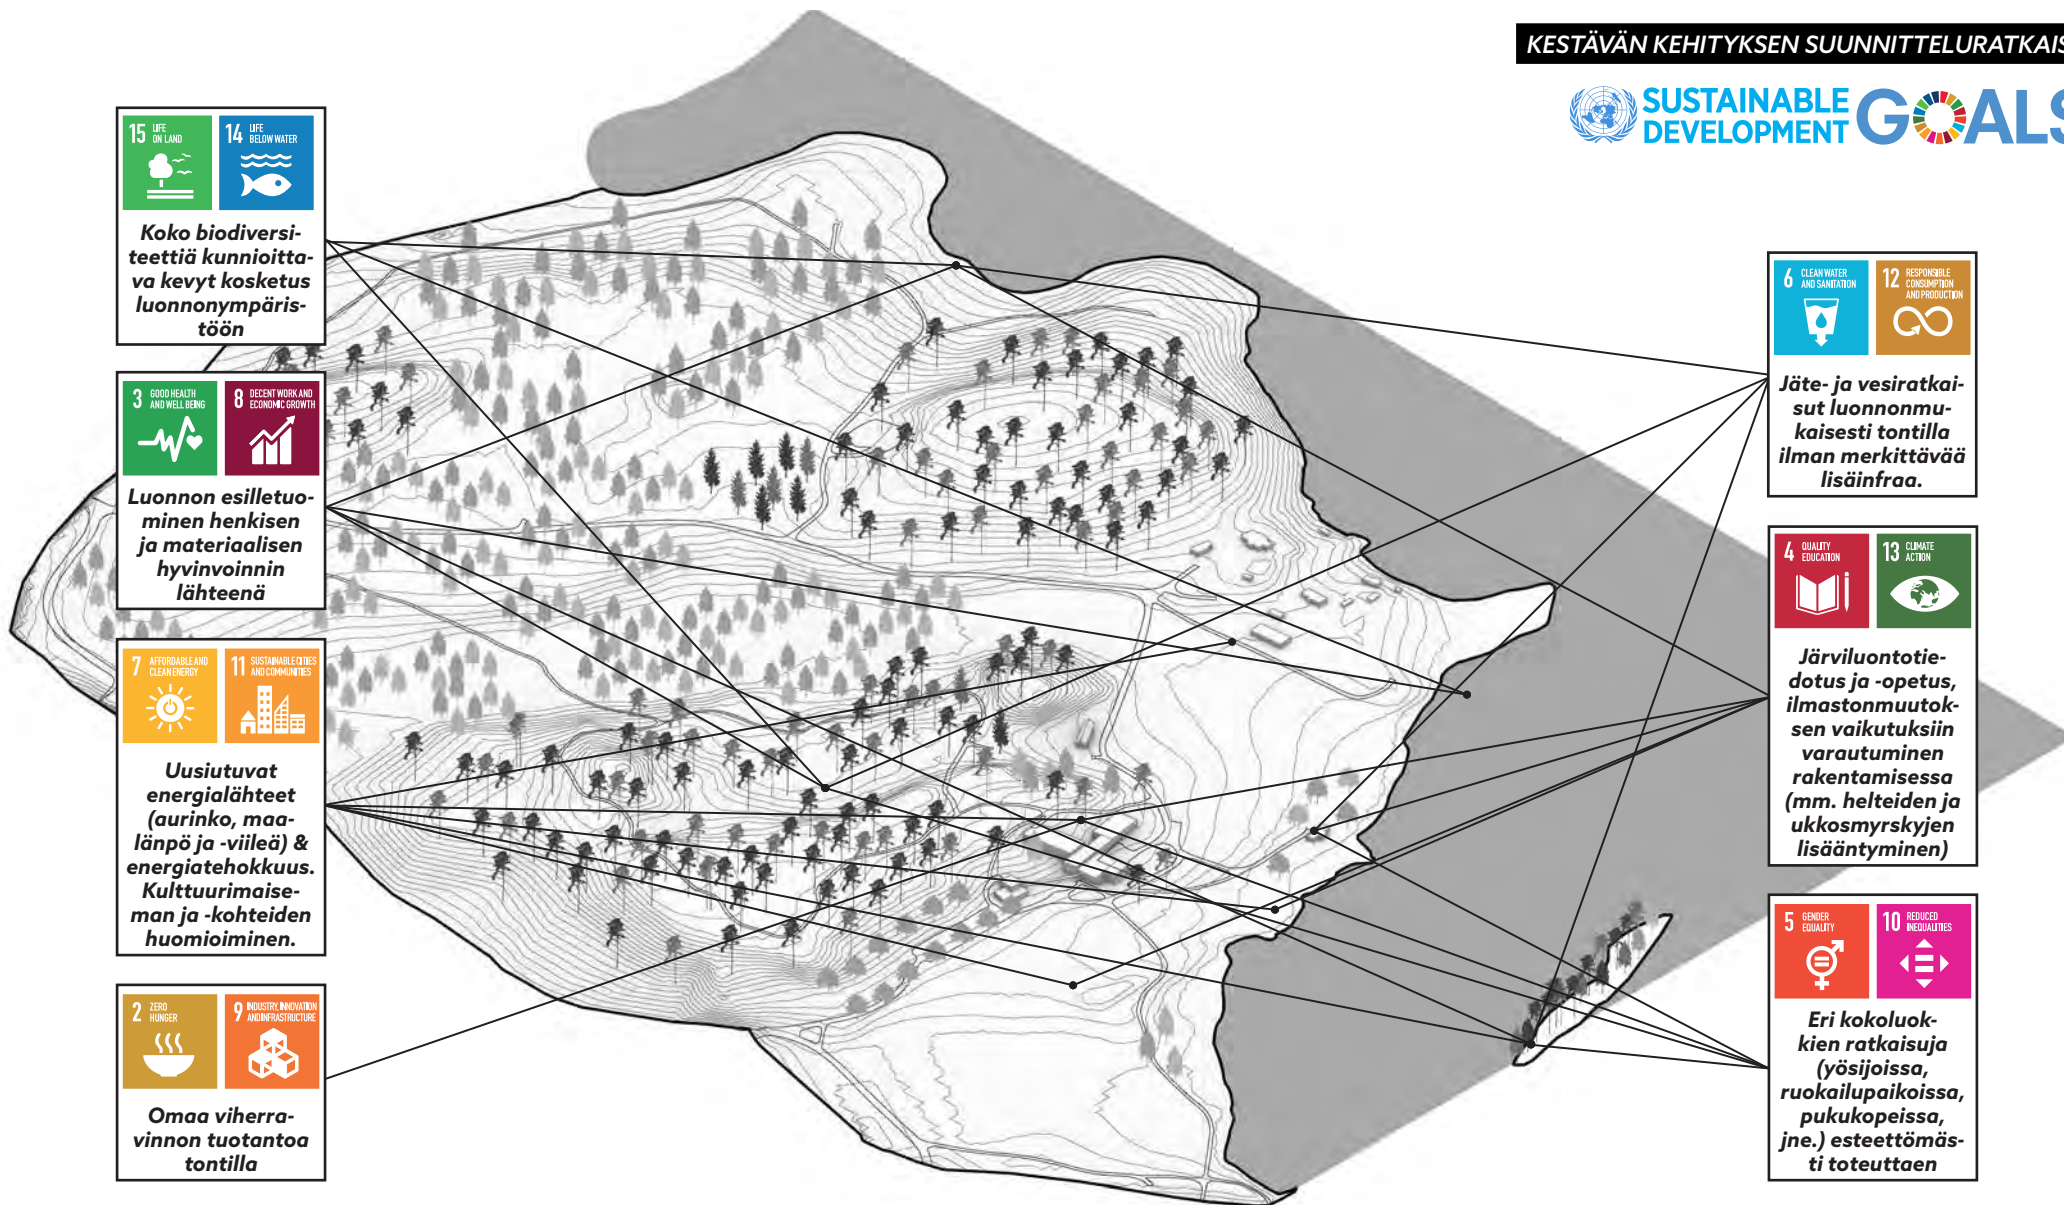 KESTÄVÄN KEHITYKSEN SUUNNITTELURATKAIS
SUSTAINABLE
DEVELOPMENT
GOALS
15 LIFE
ON LAND
14 LIFE
BELOW WATER
Koko biodiversi-
teettiä kunnioitta-
va kevyt kosketus
luonnonympäris-
töön
3 GOOD HEALTH
AND WELL BEING
8 DECENT WORK AND
ECONOMIC GROWTH
Luonnon esilletuo-
minen henkisen
ja materiaalisen
hyvinvoinnin
lähteenä
7 AFFORDABLE AND
CLEAN ENERGY
11 SUSTAINABLE CITIES
AND COMMUNITIES
Uusiutuvat
energialähteet
(aurinko, maa-
länpö ja -viileä) &
energiatehokkuus.
Kulttuurimaise-
man ja -kohteiden
huomioiminen.
2 ZERO
HUNGER
9 INDUSTRY, INNOVATION
AND INFRASTRUCTURE
Omaa viherra-
vinnon tuotantoa
tontilla
6 CLEAN WATER
AND SANITATION
12 RESPONSIBLE
CONSUMPTION
AND PRODUCTION
Jäte- ja vesiratkai-
sut luonnonmu-
kaisesti tontilla
ilman merkittävää
lisäinfraa.
4 QUALITY
EDUCATION
13 CLIMATE
ACTION
Järviluontotie-
dotus ja -opetus,
ilmastonmuutok-
sen vaikutuksiin
varautuminen
rakentamisessa
(mm. helteiden ja
ukkosmyrskyjen
lisääntyminen)
5 GENDER
EQUALITY
10 REDUCED
INEQUALITIES
Eri kokoluok-
kien ratkaisuja
(yösijoissa,
ruokailupaikoissa,
pukukopeissa,
jne.) esteettömäs-
ti toteuttaen